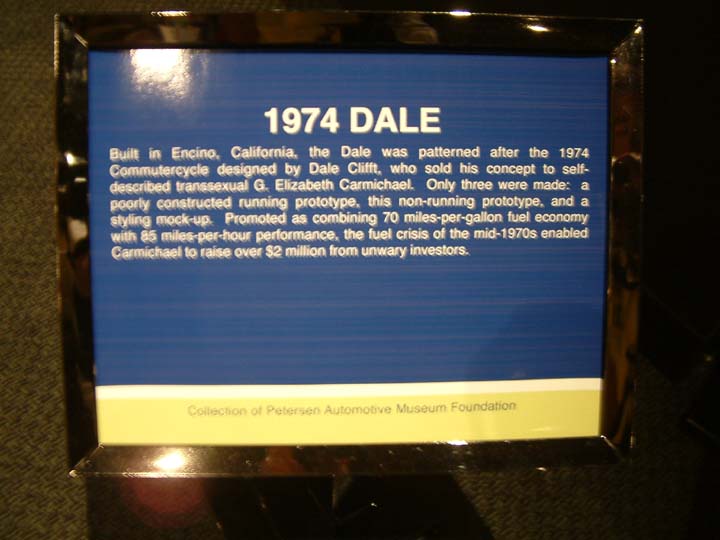 1974 DALE
Built in Encino, California, the Dale was patterned after the 1974
Commutercycle designed by Dale Clifft, who sold his concept to self-
described transsexual G. Elizabeth Carmichael. Only three were made: a
poorly constructed running prototype, this non-running prototype, and a
styling mock-up. Promoted as combining 70 miles-per-gallon fuel economy
with 85 miles-per-hour performance, the fuel crisis of the mid-1970s enabled
Carmichael to raise over $2 million from unwary investors.
Collection of Petersen Automotive Museum Foundation